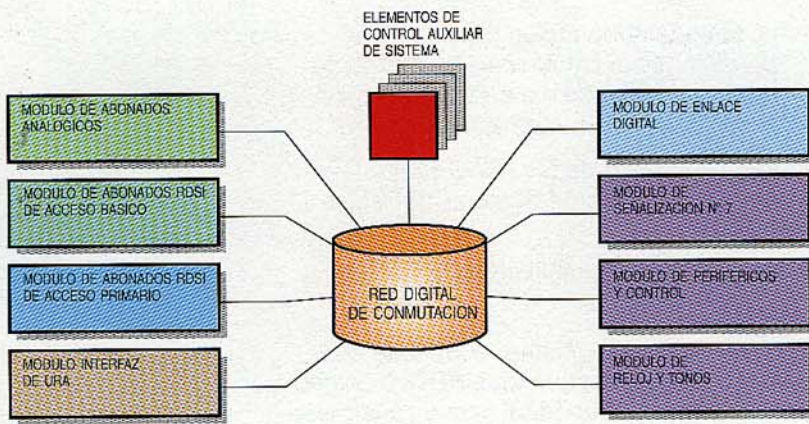 ELEMENTOS DE
CONTROL AUXILIAR
DE SISTEMA
MODULO DE ABONADOS
ANALOGICOS
MODULO DE ABONADOS RDSI
DE ACCESO BASICO
MODULO DE ABONADOS RDSI
DE ACCESO PRIMARIO
MODULO INTERFAZ
DE URA
RED DIGITAL
DE CONMUTACION
MODULO DE ENLACE
DIGITAL
MODULO DE
SEÑALIZACION N° 7
MODULO DE PERIFERICOS
Y CONTROL
MODULO DE
RELOJ Y TONOS